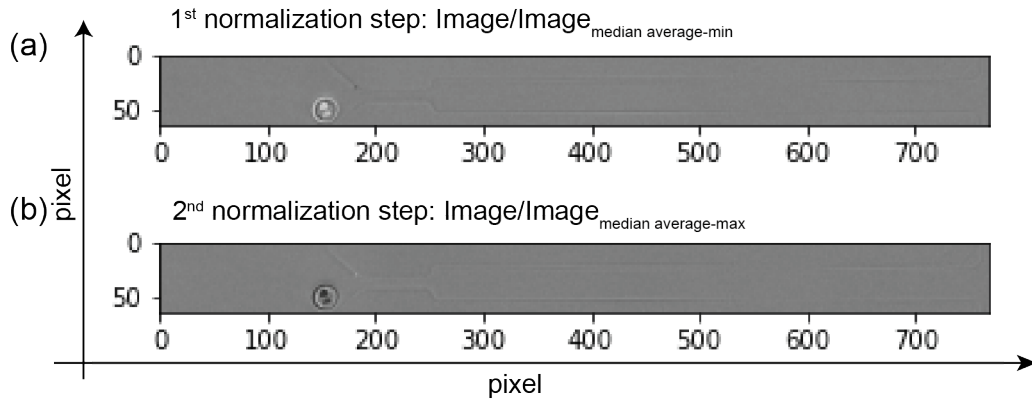 1st normalization step: Image/Imagemedian average-min
(a)
0
50
0 100 200 300 400 500 600 700
pixel
2nd normalization step: Image/Imagemedian average-max
(b)
0
50
0 100 200 300 400 500 600 700
pixel